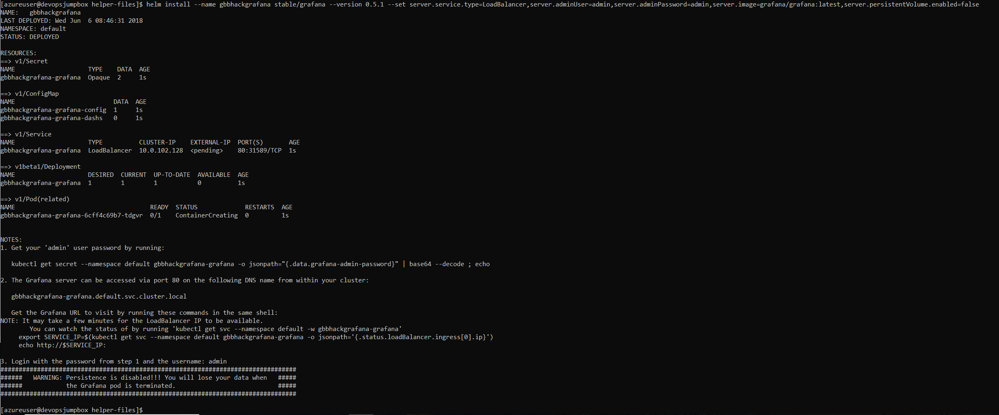 [azureuser@devopsjumpbox helper-files]$ helm install --name gbbhackgrafana stable/grafana --version 0.5.1 --set server.service.type=LoadBalancer,server.adminUser=admin,server.adminPassword=admin,server.image=grafana/grafana:latest,server.persistentVolume.enabled=false
NAME:   gbbhackgrafana
LAST DEPLOYED: Wed Jun  6 08:46:31 2018
NAMESPACE: default
STATUS: DEPLOYED

RESOURCES:
==> v1/Secret
NAME                    TYPE    DATA  AGE
gbbhackgrafana-grafana  Opaque  2     1s

==> v1/ConfigMap
NAME                           DATA  AGE
gbbhackgrafana-grafana-config  1     1s
gbbhackgrafana-grafana-dashs   0     1s

==> v1/Service
NAME                    TYPE          CLUSTER-IP    EXTERNAL-IP  PORT(S)       AGE
gbbhackgrafana-grafana  LoadBalancer  10.0.102.128  <pending>    80:31589/TCP  1s

==> v1beta1/Deployment
NAME                    DESIRED  CURRENT  UP-TO-DATE  AVAILABLE  AGE
gbbhackgrafana-grafana  1        1        1           0          1s

==> v1/Pod(related)
NAME                                     READY  STATUS             RESTARTS  AGE
gbbhackgrafana-grafana-6cff4c69b7-tdgvr  0/1    ContainerCreating  0         1s


NOTES:
1. Get your 'admin' user password by running:

   kubectl get secret --namespace default gbbhackgrafana-grafana -o jsonpath="{.data.grafana-admin-password}" | base64 --decode ; echo

2. The Grafana server can be accessed via port 80 on the following DNS name from within your cluster:

   gbbhackgrafana-grafana.default.svc.cluster.local

   Get the Grafana URL to visit by running these commands in the same shell:
NOTE: It may take a few minutes for the LoadBalancer IP to be available.
        You can watch the status of by running 'kubectl get svc --namespace default -w gbbhackgrafana-grafana'
     export SERVICE_IP=$(kubectl get svc --namespace default gbbhackgrafana-grafana -o jsonpath='{.status.loadBalancer.ingress[0].ip}')
     echo http://$SERVICE_IP:

3. Login with the password from step 1 and the username: admin
#################################################################################
######   WARNING: Persistence is disabled!!! You will lose your data when   #####
######            the Grafana pod is terminated.                            #####
#################################################################################

[azureuser@devopsjumpbox helper-files]$